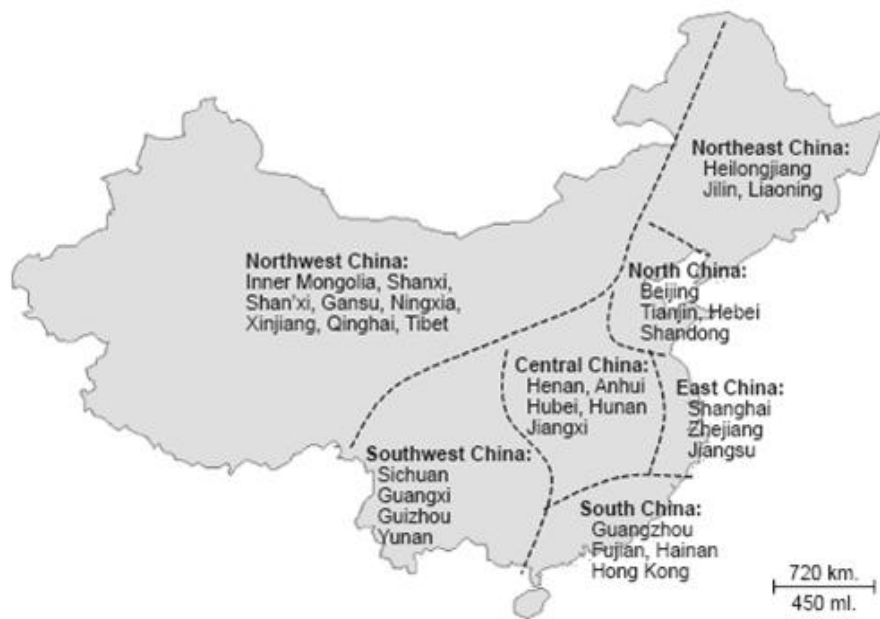 Northeast China:
Heilongjiang
Jilin, Liaoning
Northwest China:
Inner Mongolia, Shanxi,
Shan'xi, Gansu, Ningxia,
Xinjiang, Qinghai, Tibet
North China:
Beijing
Tianjin, Hebei
Shandong
Central China:
Henan, Anhui
Hubei, Hunan
Jiangxi
East China:
Shanghai
Zhejiang
Jiangsu
Southwest China:
Sichuan
Guangxi
Guizhou
Yunan
South China:
Guangzhou
Fujian, Hainan
Hong Kong
720 km.
450 ml.